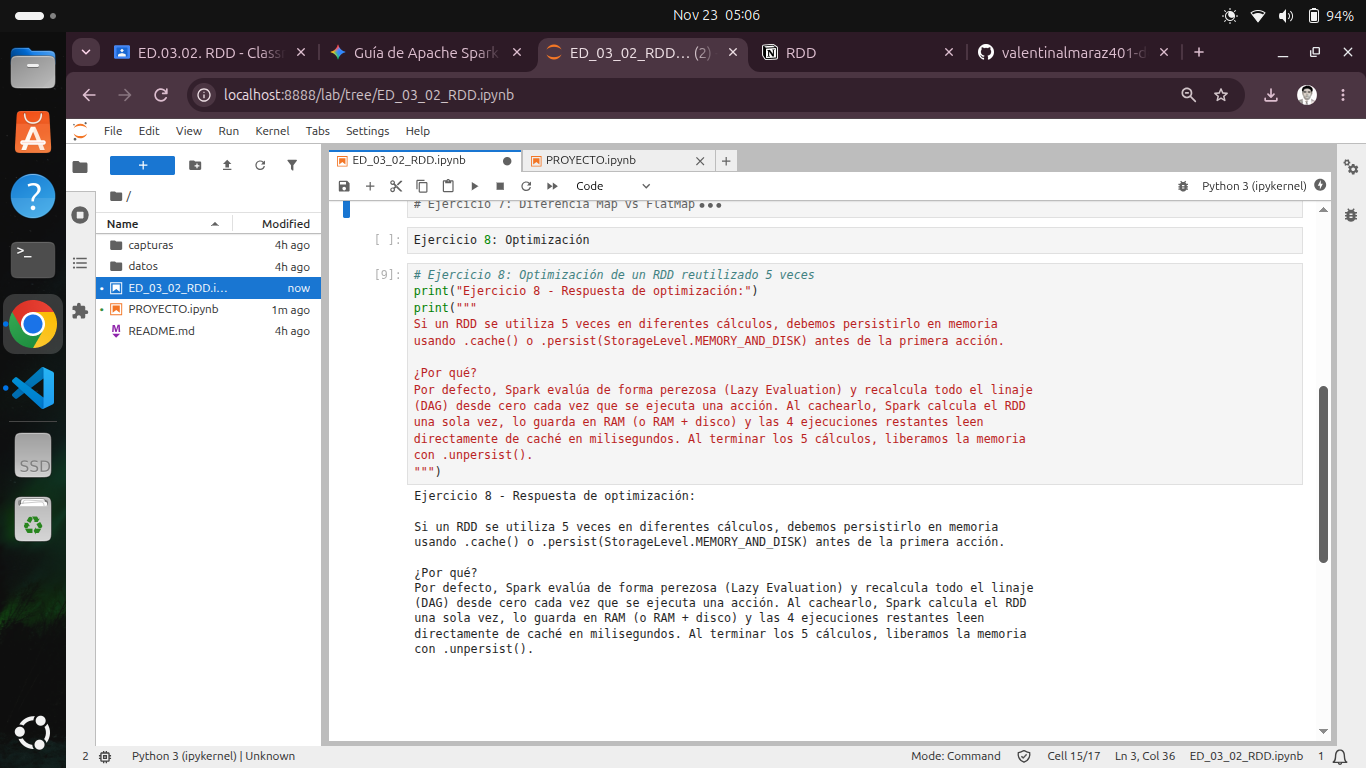 Nov 23 05:06
94%
ED.03.02. RDD - Classr
Guía de Apache Spark
ED_03_02_RDD… (2)
RDD
valentinalmaraz401-d
localhost:8888/lab/tree/ED_03_02_RDD.ipynb
File Edit View Run Kernel Tabs Settings Help
ED_03_02_RDD.ipynb
PROYECTO.ipynb
Code
Python 3 (ipykernel)
/
Name Modified
capturas 4h ago
datos 4h ago
ED_03_02_RDD.i… now
PROYECTO.ipynb 1m ago
README.md 4h ago
# Ejercicio 7: Diferencia Map vs FlatMap
[ ]: Ejercicio 8: Optimización
[9]: # Ejercicio 8: Optimización de un RDD reutilizado 5 veces
print("Ejercicio 8 - Respuesta de optimización:")
print("""
Si un RDD se utiliza 5 veces en diferentes cálculos, debemos persistirlo en memoria
usando .cache() o .persist(StorageLevel.MEMORY_AND_DISK) antes de la primera acción.
¿Por qué?
Por defecto, Spark evalúa de forma perezosa (Lazy Evaluation) y recalcula todo el linaje
(DAG) desde cero cada vez que se ejecuta una acción. Al cachearlo, Spark calcula el RDD
una sola vez, lo guarda en RAM (o RAM + disco) y las 4 ejecuciones restantes leen
directamente de caché en milisegundos. Al terminar los 5 cálculos, liberamos la memoria
con .unpersist().
""")
Ejercicio 8 - Respuesta de optimización:
Si un RDD se utiliza 5 veces en diferentes cálculos, debemos persistirlo en memoria
usando .cache() o .persist(StorageLevel.MEMORY_AND_DISK) antes de la primera acción.
¿Por qué?
Por defecto, Spark evalúa de forma perezosa (Lazy Evaluation) y recalcula todo el linaje
(DAG) desde cero cada vez que se ejecuta una acción. Al cachearlo, Spark calcula el RDD
una sola vez, lo guarda en RAM (o RAM + disco) y las 4 ejecuciones restantes leen
directamente de caché en milisegundos. Al terminar los 5 cálculos, liberamos la memoria
con .unpersist().
SSD
2 Python 3 (ipykernel) | Unknown
Mode: Command Cell 15/17 Ln 3, Col 36 ED_03_02_RDD.ipynb 1